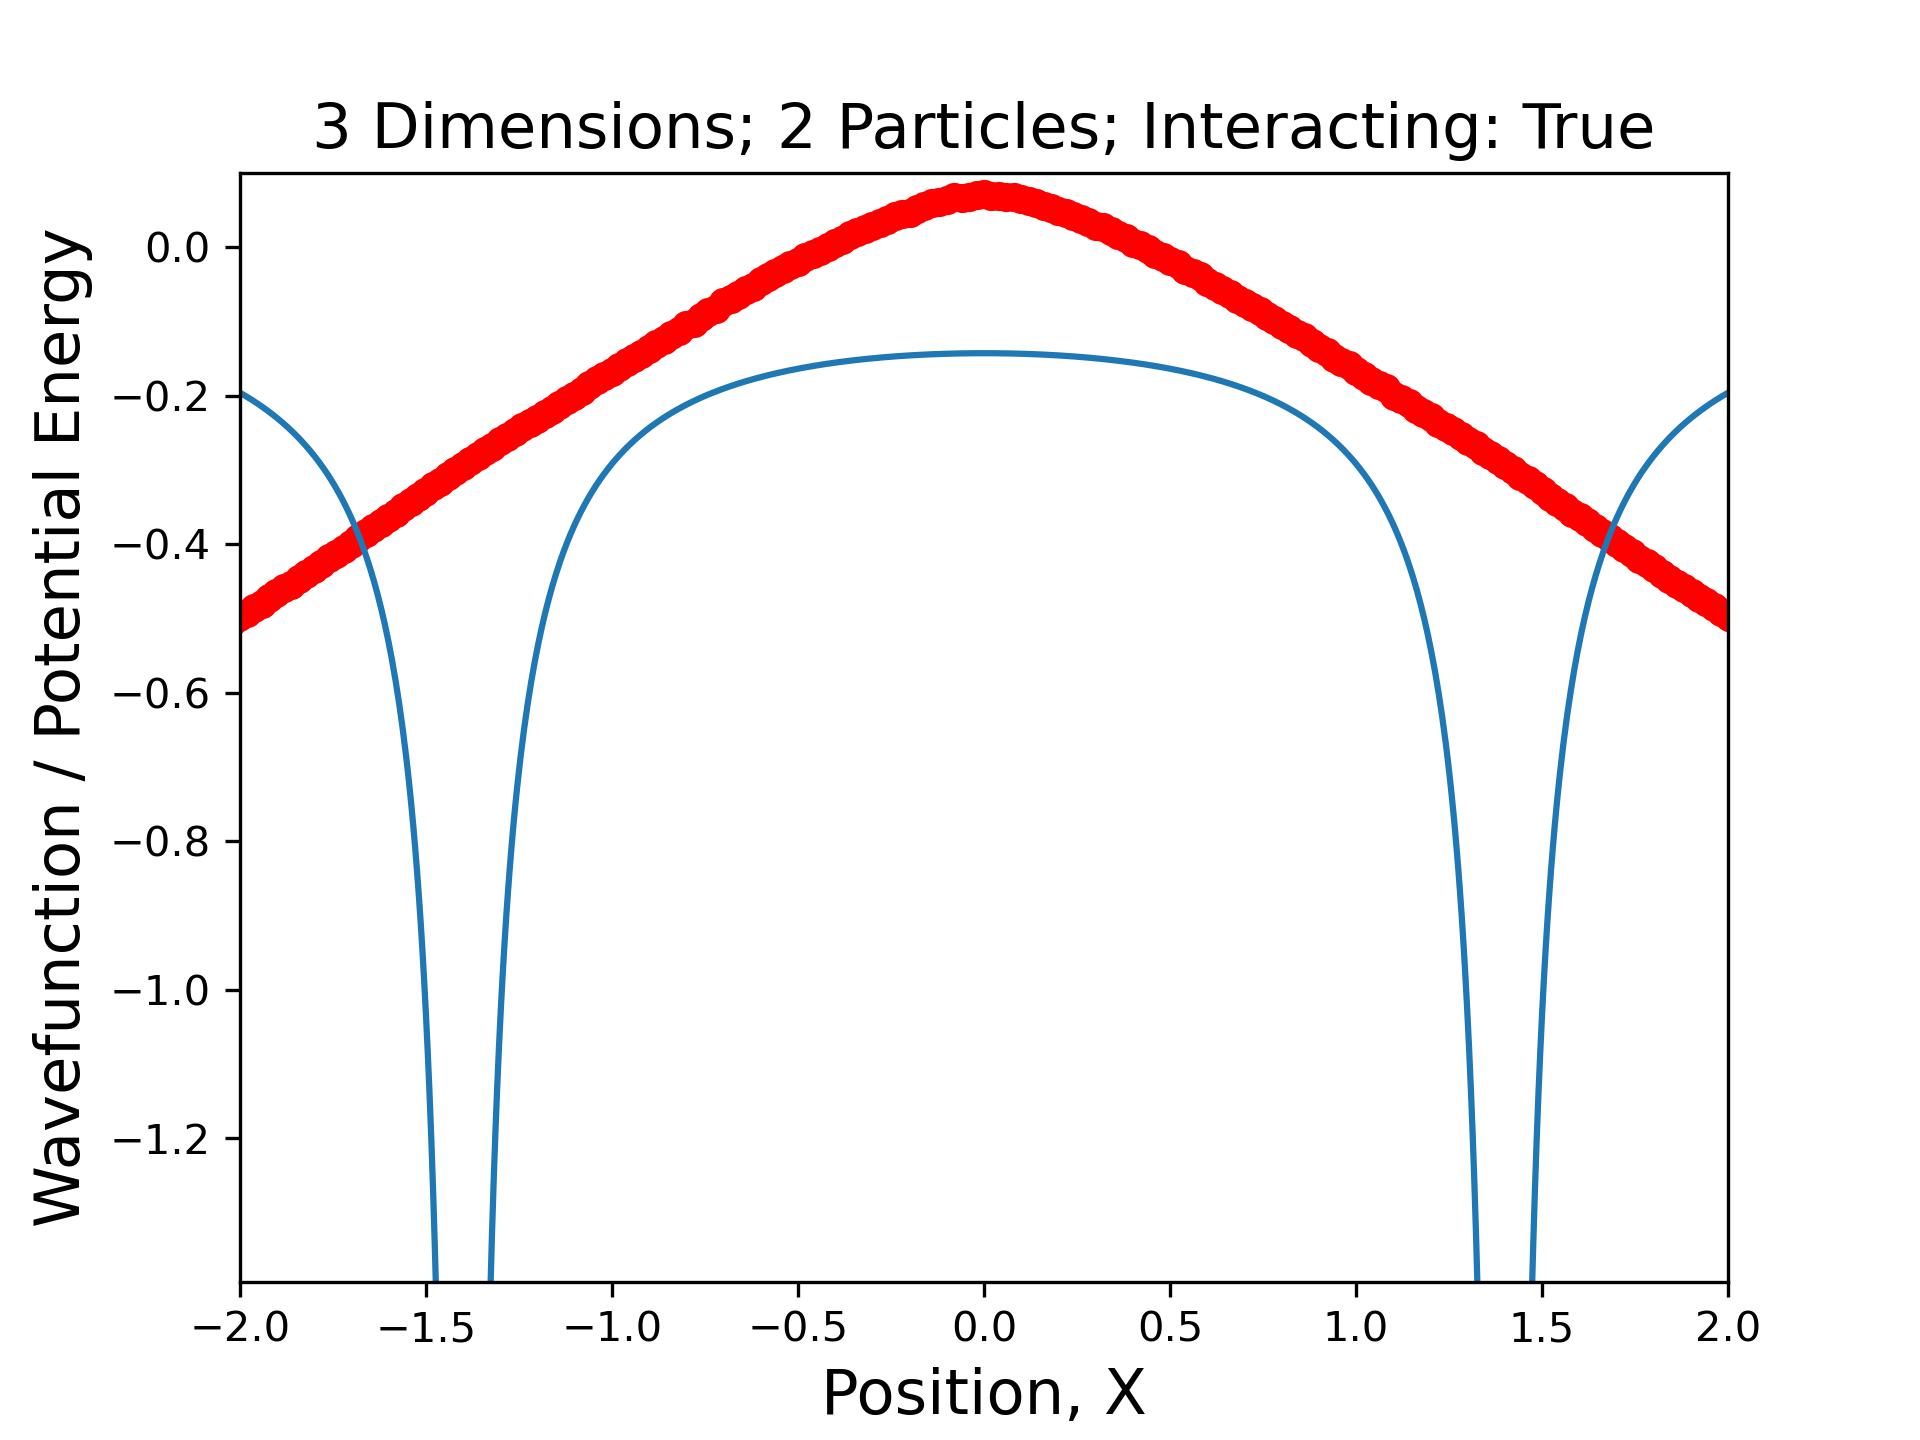 3 Dimensions; 2 Particles; Interacting: True
Wavefunction / Potential Energy
0.0
−0.2
−0.4
−0.6
−0.8
−1.0
−1.2
−2.0 −1.5 −1.0 −0.5 0.0 0.5 1.0 1.5 2.0
Position, X